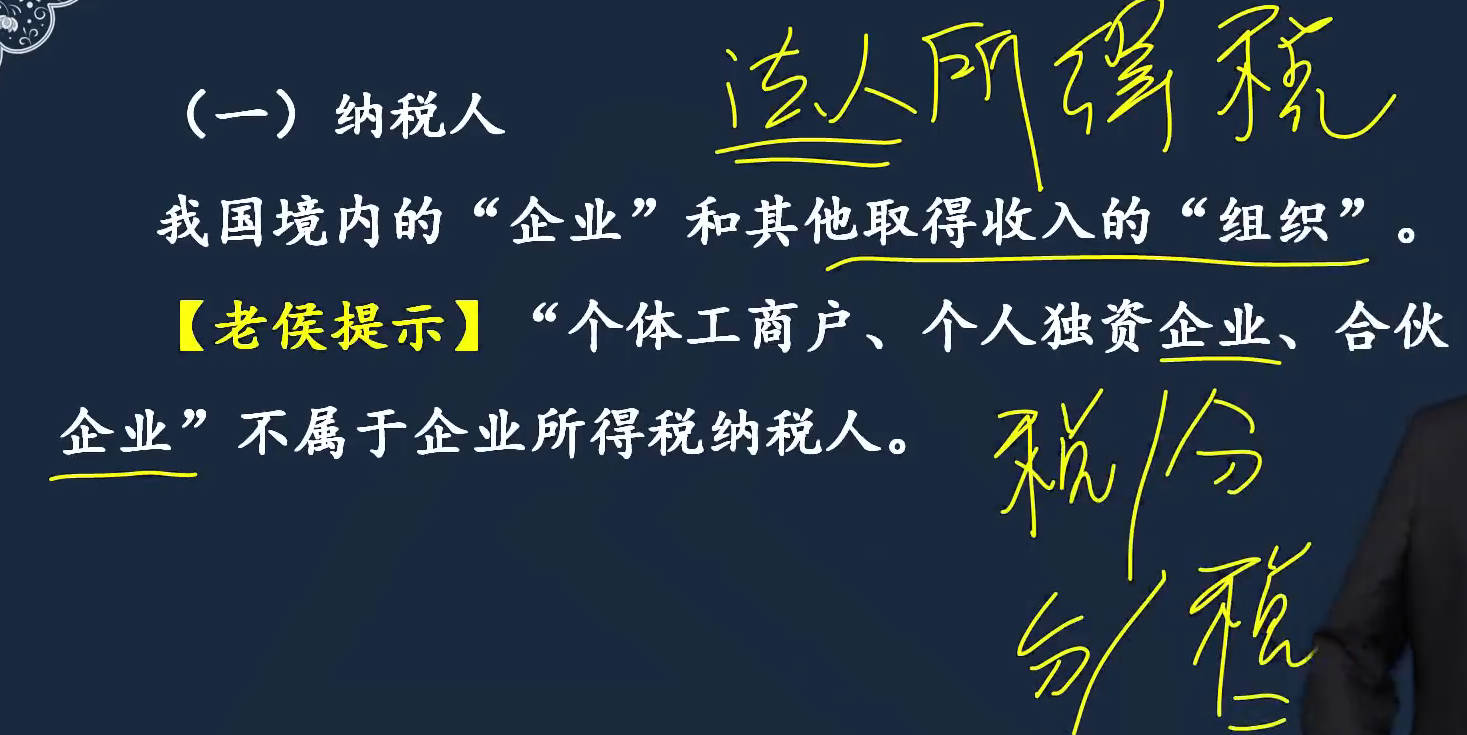 法人所得税
（一）纳税人
我国境内的“企业”和其他取得收入的“组织”。
【老侯提示】“个体工商户、个人独资企业、合伙
企业”不属于企业所得税纳税人。
税/分
分/税